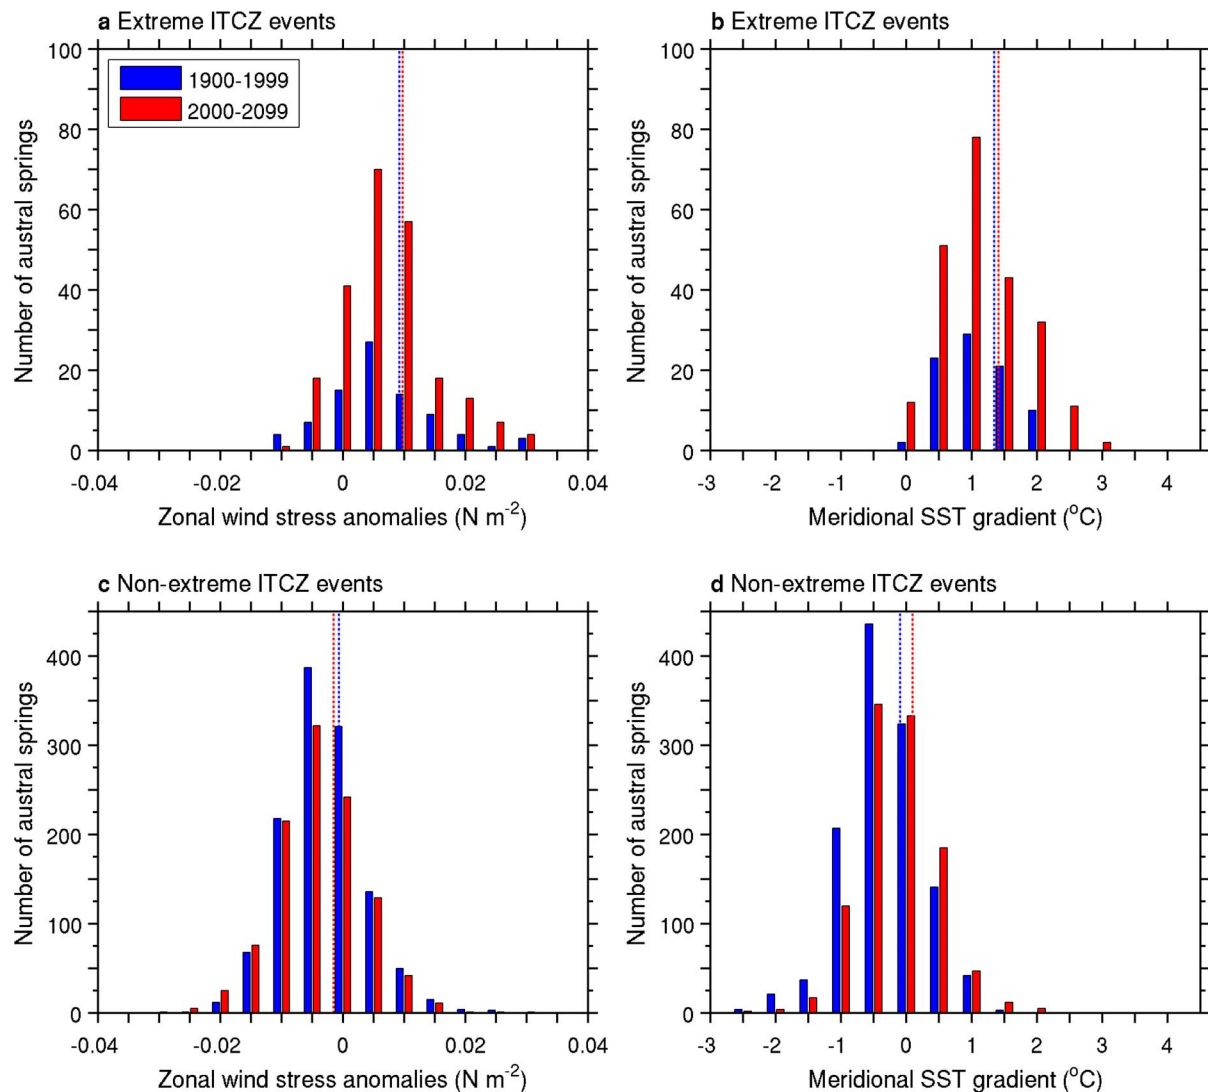 a Extreme ITCZ events
100
80
60
40
20
0
Number of austral springs
1900-1999
2000-2099
-0.04 -0.02 0 0.02 0.04
Zonal wind stress anomalies (N m-2)
b Extreme ITCZ events
100
80
60
40
20
0
Number of austral springs
-3 -2 -1 0 1 2 3 4
Meridional SST gradient (oC)
c Non-extreme ITCZ events
400
300
200
100
0
Number of austral springs
-0.04 -0.02 0 0.02 0.04
Zonal wind stress anomalies (N m-2)
d Non-extreme ITCZ events
400
300
200
100
0
Number of austral springs
-3 -2 -1 0 1 2 3 4
Meridional SST gradient (oC)